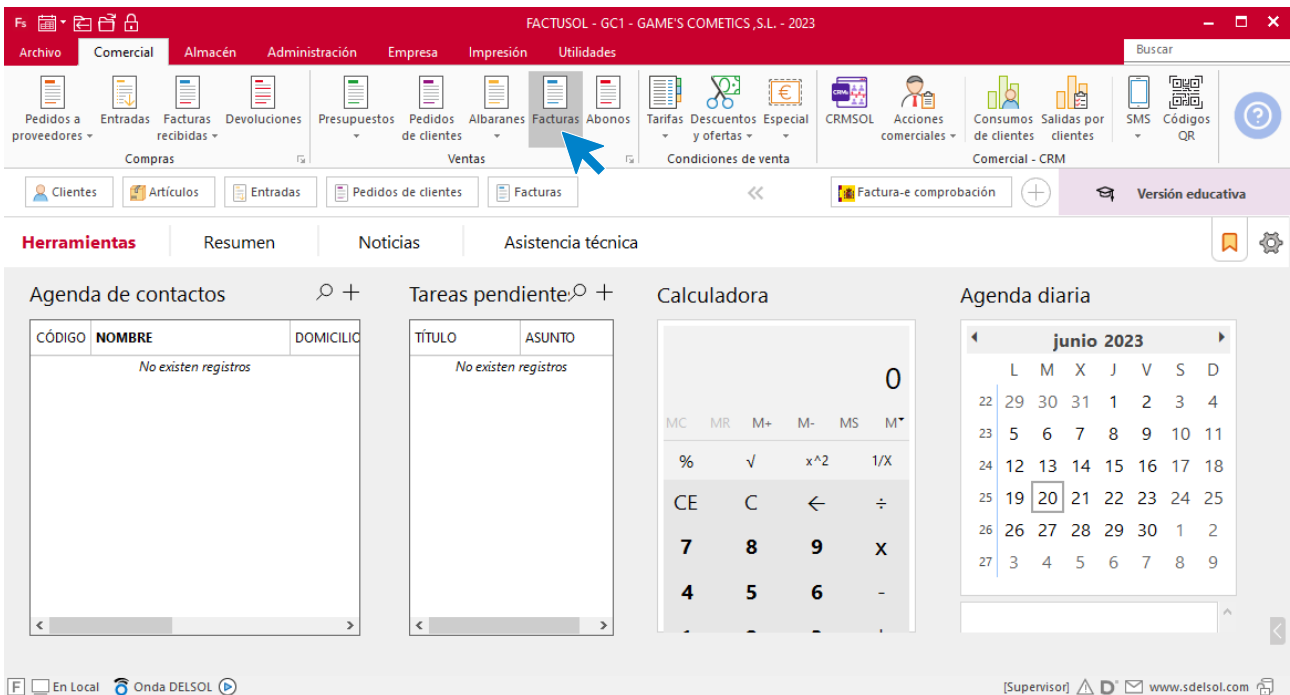 Fs
FACTUSOL - GC1 - GAME'S COMETICS ,S.L. - 2023
Archivo Comercial Almacén Administración Empresa Impresión Utilidades Buscar
Pedidos a proveedores
Entradas
Facturas recibidas
Devoluciones
Presupuestos
Pedidos de clientes
Albaranes
Facturas
Abonos
Tarifas
Descuentos y ofertas
Especial
CRMSOL
Acciones comerciales
Consumos de clientes
Salidas por clientes
SMS
Códigos QR
Compras Ventas Condiciones de venta Comercial - CRM
Clientes Artículos Entradas Pedidos de clientes Facturas Factura-e comprobación Versión educativa
Herramientas Resumen Noticias Asistencia técnica
Agenda de contactos
CÓDIGO NOMBRE DOMICILIO
No existen registros
Tareas pendiente
TÍTULO ASUNTO
No existen registros
Calculadora
0
MC MR M+ M- MS M
% √ x^2 1/X
CE C ← ÷
7 8 9 x
4 5 6 -
Agenda diaria
junio 2023
L M X J V S D
22 29 30 31 1 2 3 4
23 5 6 7 8 9 10 11
24 12 13 14 15 16 17 18
25 19 20 21 22 23 24 25
26 26 27 28 29 30 1 2
27 3 4 5 6 7 8 9
F En Local Onda DELSOL [Supervisor] D www.sdelsol.com